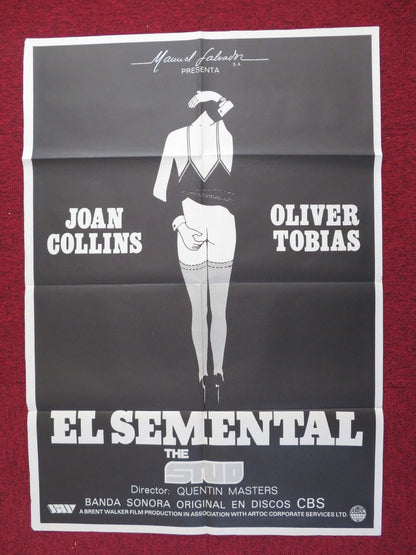 Manuel Salvador S.A.
PRESENTA
JOAN
COLLINS
OLIVER
TOBIAS
EL SEMENTAL
THE
STUD
Director: QUENTIN MASTERS
BANDA SONORA ORIGINAL EN DISCOS CBS
A BRENT WALKER FILM PRODUCTION IN ASSOCIATION WITH ARTOC CORPORATE SERVICES LTD.